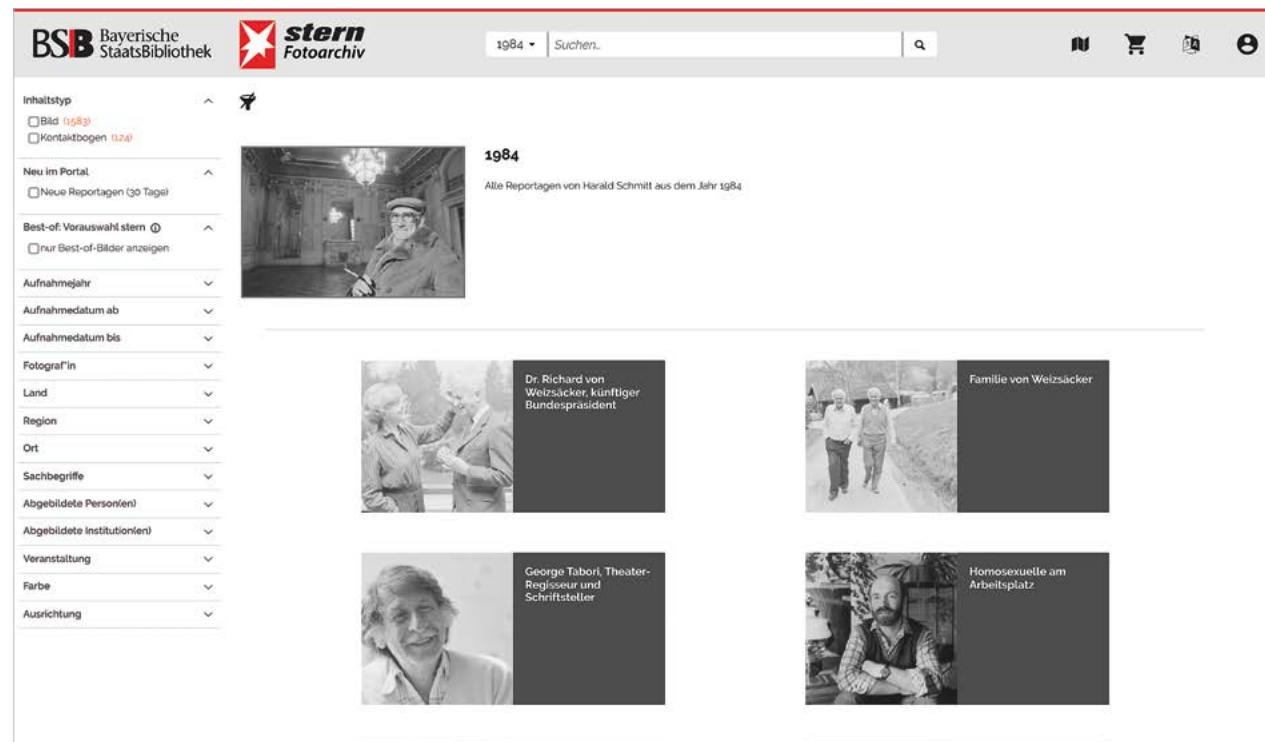 BSB Bayerische
StaatsBibliothek
stern
Fotoarchiv
1984
Suchen..
Inhaltstyp
Bild (1583)
Kontaktbogen (124)
Neu im Portal
Neue Reportagen (30 Tage)
Best-of: Vorauswahl stern
nur Best-of-Bilder anzeigen
Aufnahmejahr
Aufnahmedatum ab
Aufnahmedatum bis
Fotograf*in
Land
Region
Ort
Sachbegriffe
Abgebildete Person(en)
Abgebildete Institution(en)
Veranstaltung
Farbe
Ausrichtung
1984
Alle Reportagen von Harald Schmitt aus dem Jahr 1984
Dr. Richard von
Weizsäcker, künftiger
Bundespräsident
Familie von Weizsäcker
George Tabori, Theater-
Regisseur und
Schriftsteller
Homosexuelle am
Arbeitsplatz